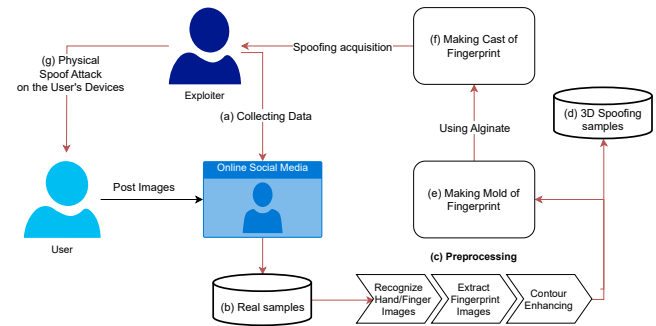 (g) Physical
Spoof Attack
on the User's Devices
Exploiter
Spoofing acquisition
(f) Making Cast of
Fingerprint
(a) Collecting Data
Using Alginate
(d) 3D Spoofing
samples
Online Social Media
Post Images
User
(e) Making Mold of
Fingerprint
(c) Preprocessing
(b) Real samples
Recognize
Hand/Finger
Images
Extract
Fingerprint
Images
Contour
Enhancing